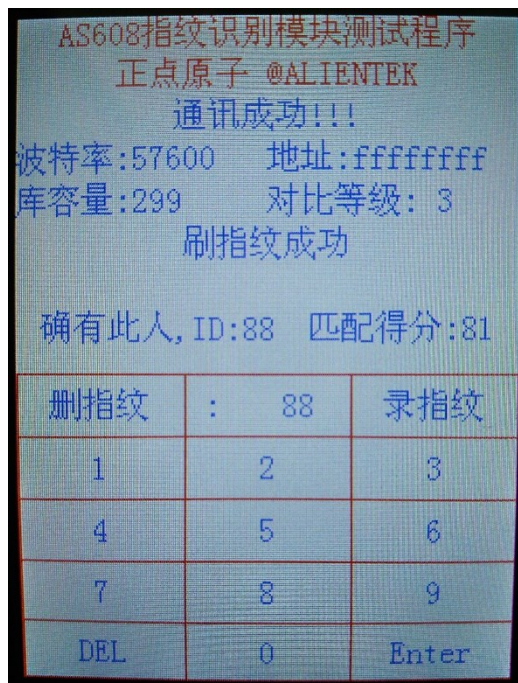 AS608指纹识别模块测试程序
正点原子 @ALIENTEK
通讯成功!!!
波特率:57600 地址:ffffffff
库容量:299 对比等级: 3
刷指纹成功
确有此人,ID:88 匹配得分:81
删指纹 : 88 录指纹
1 2 3
4 5 6
7 8 9
DEL 0 Enter